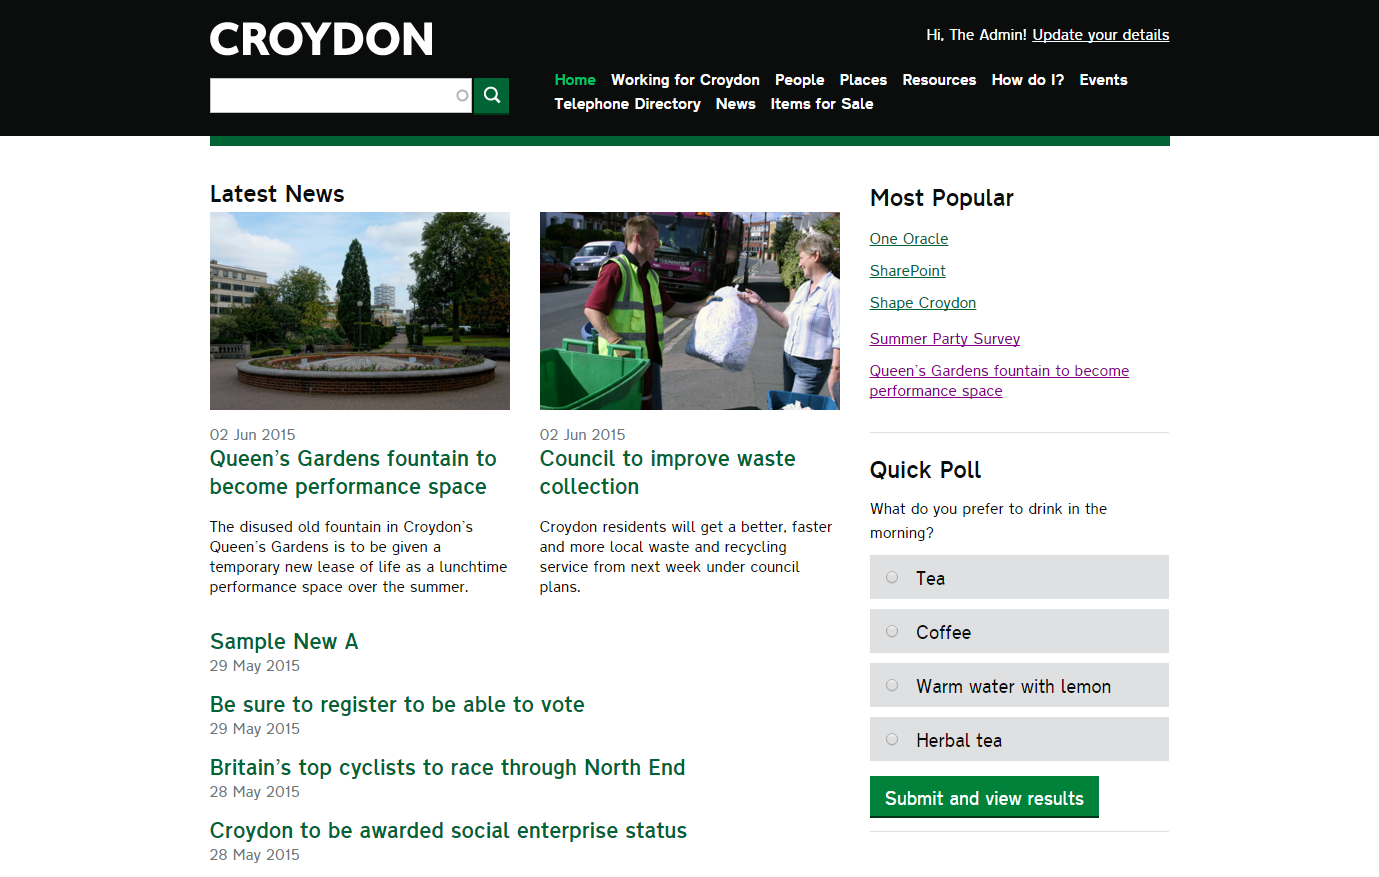 CROYDON
Hi, The Admin! Update your details
Home Working for Croydon People Places Resources How do I? Events
Telephone Directory News Items for Sale
Latest News
02 Jun 2015
Queen's Gardens fountain to
become performance space
The disused old fountain in Croydon's
Queen's Gardens is to be given a
temporary new lease of life as a lunchtime
performance space over the summer.
02 Jun 2015
Council to improve waste
collection
Croydon residents will get a better, faster
and more local waste and recycling
service from next week under council
plans.
Sample New A
29 May 2015
Be sure to register to be able to vote
29 May 2015
Britain's top cyclists to race through North End
28 May 2015
Croydon to be awarded social enterprise status
28 May 2015
Most Popular
One Oracle
SharePoint
Shape Croydon
Summer Party Survey
Queen's Gardens fountain to become
performance space
Quick Poll
What do you prefer to drink in the
morning?
Tea
Coffee
Warm water with lemon
Herbal tea
Submit and view results